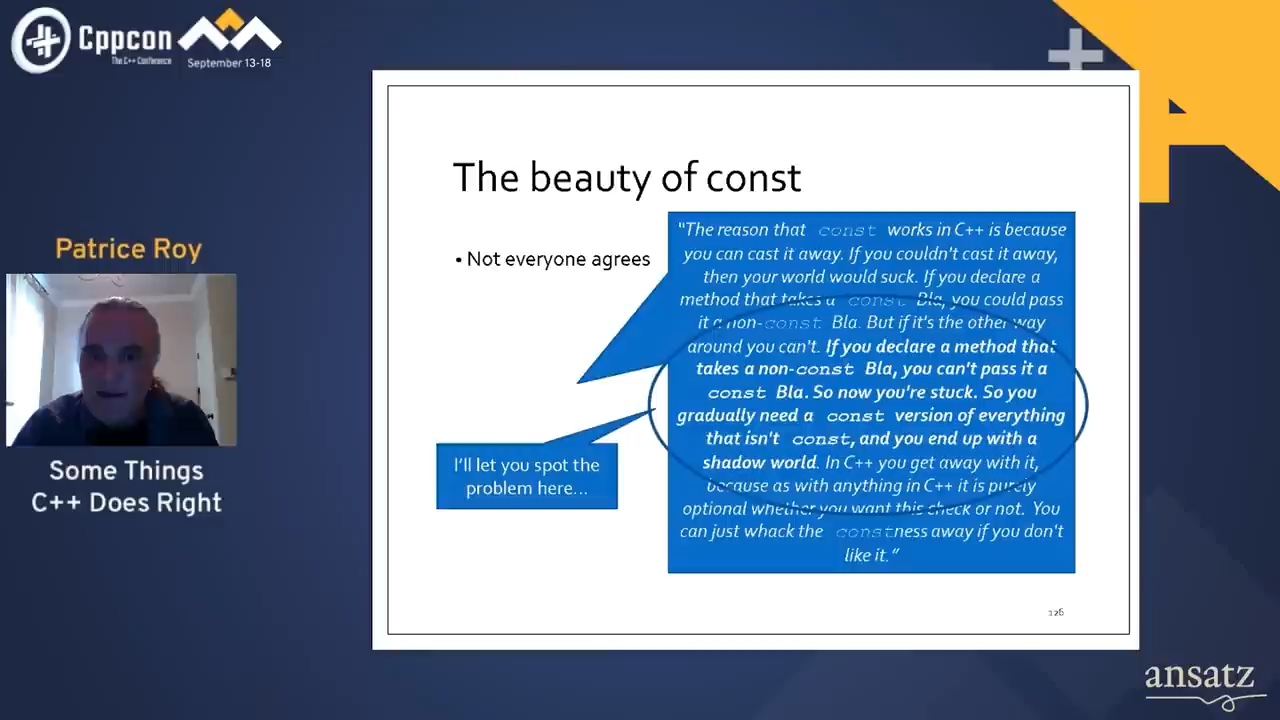 Cppcon
The C++ Conference
September 13-18
Patrice Roy
Some Things
C++ Does Right
The beauty of const
• Not everyone agrees
"The reason that const works in C++ is because
you can cast it away. If you couldn't cast it away,
then your world would suck. If you declare a
method that takes a const Bla, you could pass
it a non-const Bla. But if it's the other way
around you can't. If you declare a method that
takes a non-const Bla, you can't pass it a
const Bla. So now you're stuck. So you
gradually need a const version of everything
that isn't const, and you end up with a
shadow world. In C++ you get away with it,
because as with anything in C++ it is purely
optional whether you want this check or not. You
can just whack the constness away if you don't
like it."
I'll let you spot the
problem here...
126
ansatz